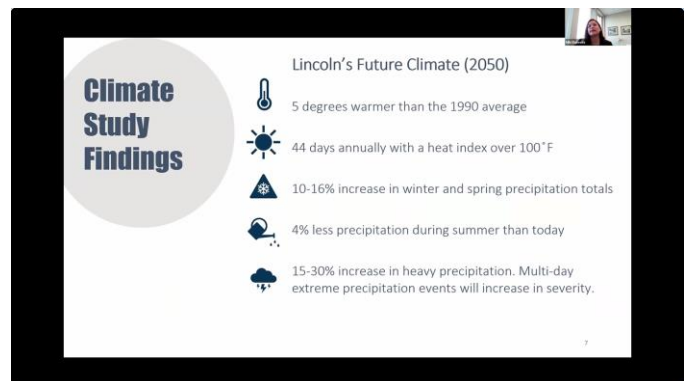 Climate
Study
Findings
Lincoln's Future Climate (2050)
5 degrees warmer than the 1990 average
44 days annually with a heat index over 100˚F
10-16% increase in winter and spring precipitation totals
4% less precipitation during summer than today
15-30% increase in heavy precipitation. Multi-day
extreme precipitation events will increase in severity.
7